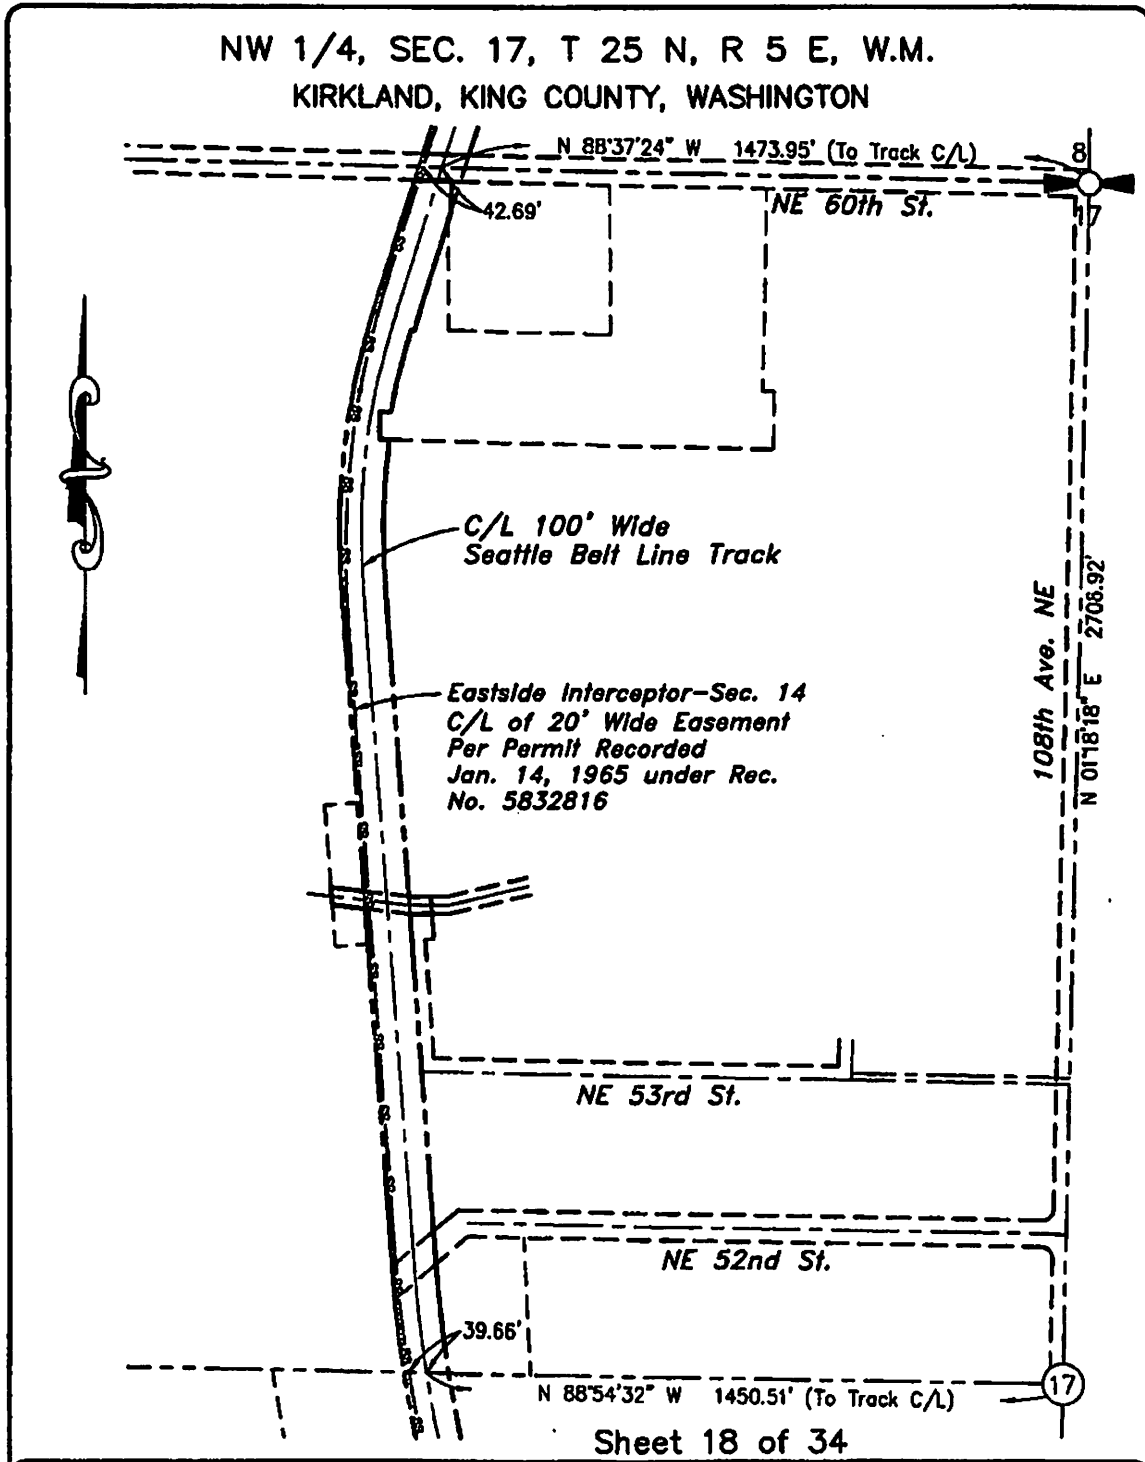 NW 1/4, SEC. 17, T 25 N, R 5 E, W.M.
KIRKLAND, KING COUNTY, WASHINGTON
N 88°37'24" W 1473.95' (To Track C/L)
8
17
NE 60th St.
42.69'
C/L 100' Wide
Seattle Belt Line Track
108th Ave. NE
N 01°18'18" E 2708.92'
Eastside Interceptor-Sec. 14
C/L of 20' Wide Easement
Per Permit Recorded
Jan. 14, 1965 under Rec.
No. 5832816
NE 53rd St.
NE 52nd St.
39.66'
N 88°54'32" W 1450.51' (To Track C/L)
17
Sheet 18 of 34